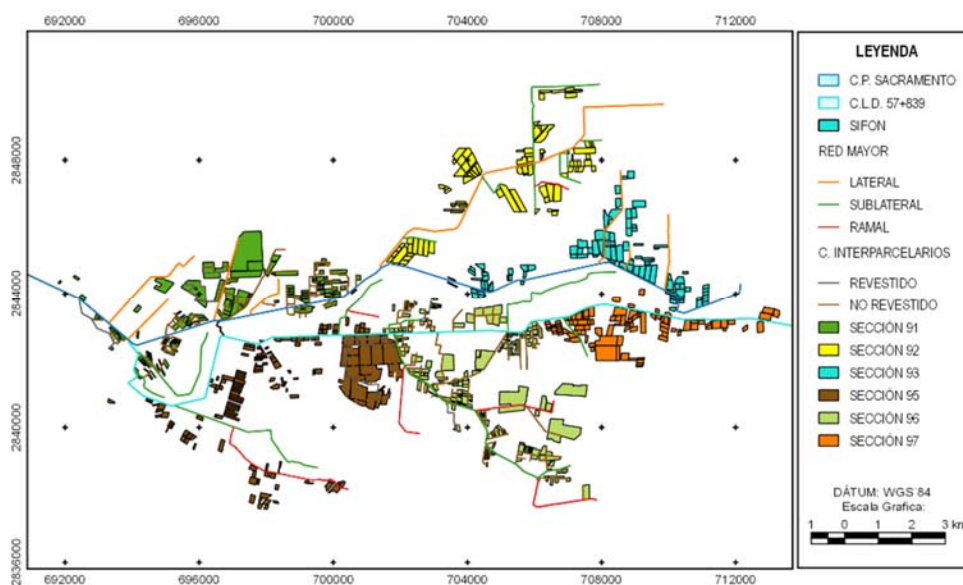 692000 696000 700000 704000 708000 712000
2848000
2844000
2840000
2836000
692000 696000 700000 704000 708000 712000
LEYENDA
C.P. SACRAMENTO
C.L.D. 57+839
SIFON
RED MAYOR
LATERAL
SUBLATERAL
RAMAL
C. INTERPARCELARIOS
REVESTIDO
NO REVESTIDO
SECCIÓN 91
SECCIÓN 92
SECCIÓN 93
SECCIÓN 95
SECCIÓN 96
SECCIÓN 97
DÁTUM: WGS´84
Escala Grafica:
1 0 1 2 3 km